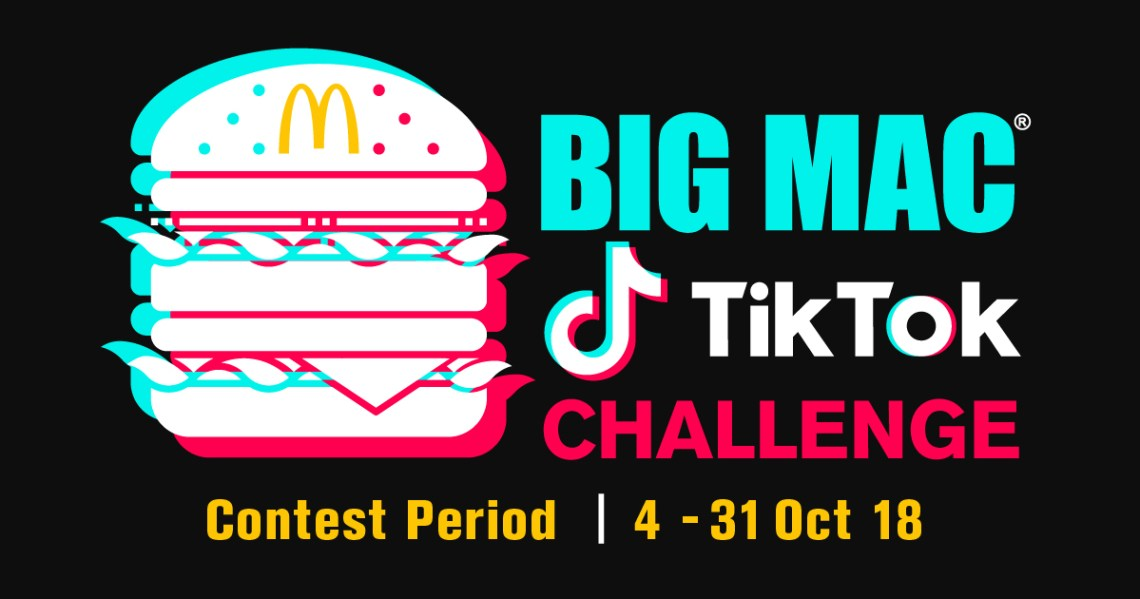 BIG MAC®
TikTok
CHALLENGE
Contest Period | 4 - 31 Oct 18